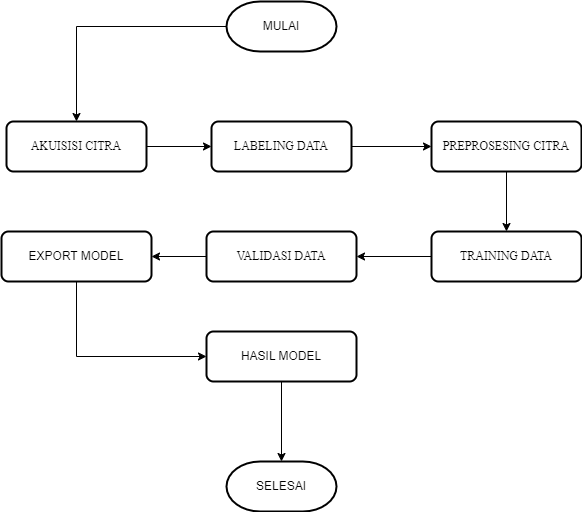 MULAI
AKUISISI CITRA
LABELING DATA
PREPROSESING CITRA
TRAINING DATA
VALIDASI DATA
EXPORT MODEL
HASIL MODEL
SELESAI